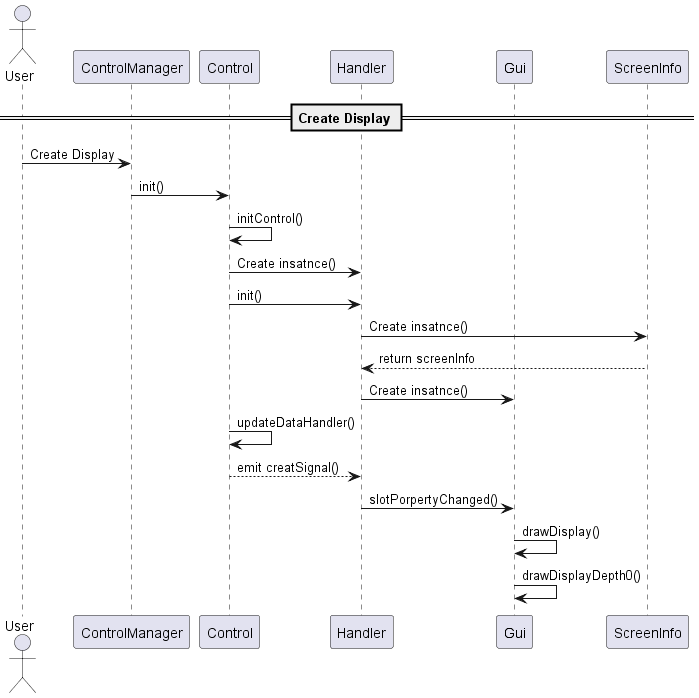 User
ControlManager
Control
Handler
Gui
ScreenInfo
Create Display
Create Display
init()
initControl()
Create insatnce()
init()
Create insatnce()
return screenInfo
Create insatnce()
updateDataHandler()
emit creatSignal()
slotPorpertyChanged()
drawDisplay()
drawDisplayDepth0()
User
ControlManager
Control
Handler
Gui
ScreenInfo